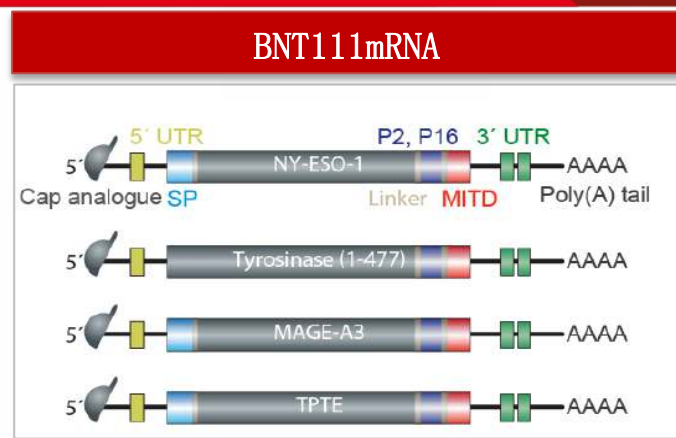 BNT111mRNA
5´ UTR P2, P16 3´ UTR
5´ NY-ESO-1 AAAA
Cap analogue SP Linker MITD Poly(A) tail
5´ Tyrosinase (1-477) AAAA
5´ MAGE-A3 AAAA
5´ TPTE AAAA